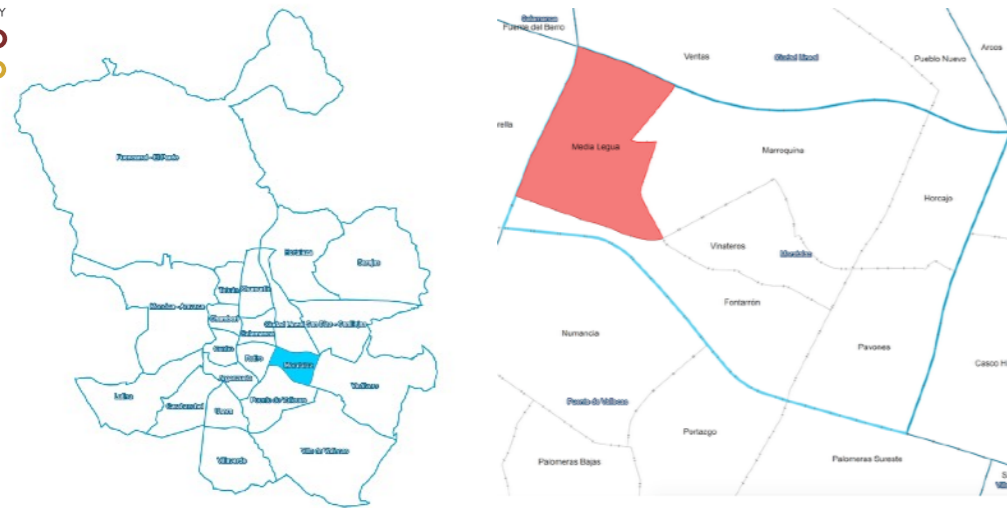 Y
Fuencarral - El Pardo
Hortaleza
Barajas
Tetuán
Chamartín
Moncloa - Aravaca
Chamberí
Ciudad Lineal
San Blas - Canillejas
Salamanca
Centro
Retiro
Moratalaz
Arganzuela
Vicálvaro
Latina
Carabanchel
Usera
Puente de Vallecas
Villaverde
Villa de Vallecas
Salamanca
Fuente del Berro
Ventas
Ciudad Lineal
Pueblo Nuevo
Arcos
rella
Media Legua
Marroquina
Horcajo
Vinateros
Moratalaz
Fontarrón
Numancia
Pavones
Casco H
Puente de Vallecas
Portazgo
Palomeras Bajas
Palomeras Sureste
S